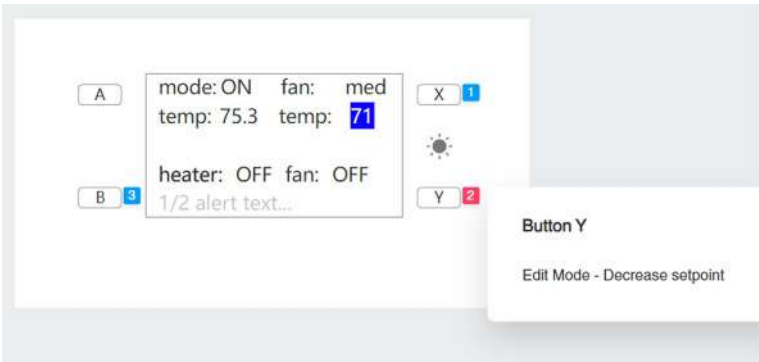 A
mode: ON fan: med
X 1
temp: 75.3 temp: 71
heater: OFF fan: OFF
B 3
1/2 alert text...
Y 2
Button Y
Edit Mode - Decrease setpoint